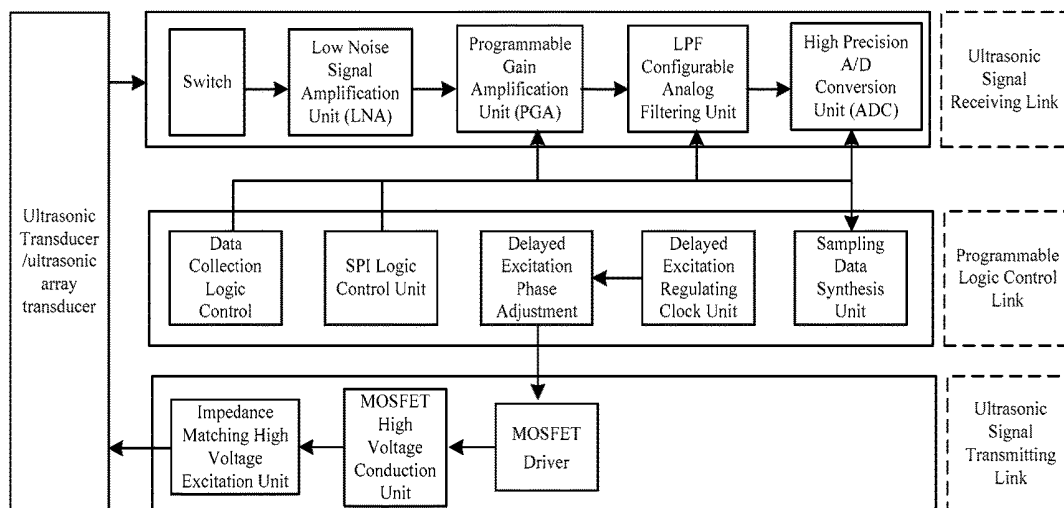 Ultrasonic
Transducer
/ultrasonic
array
transducer
Switch
Low Noise
Signal
Amplification
Unit (LNA)
Programmable
Gain
Amplification
Unit (PGA)
LPF
Configurable
Analog
Filtering Unit
High Precision
A/D
Conversion
Unit (ADC)
Ultrasonic
Signal
Receiving Link
Data
Collection
Logic
Control
SPI Logic
Control Unit
Delayed
Excitation
Phase
Adjustment
Delayed
Excitation
Regulating
Clock Unit
Sampling
Data
Synthesis
Unit
Programmable
Logic Control
Link
Impedance
Matching High
Voltage
Excitation Unit
MOSFET
High
Voltage
Conduction
Unit
MOSFET
Driver
Ultrasonic
Signal
Transmitting
Link